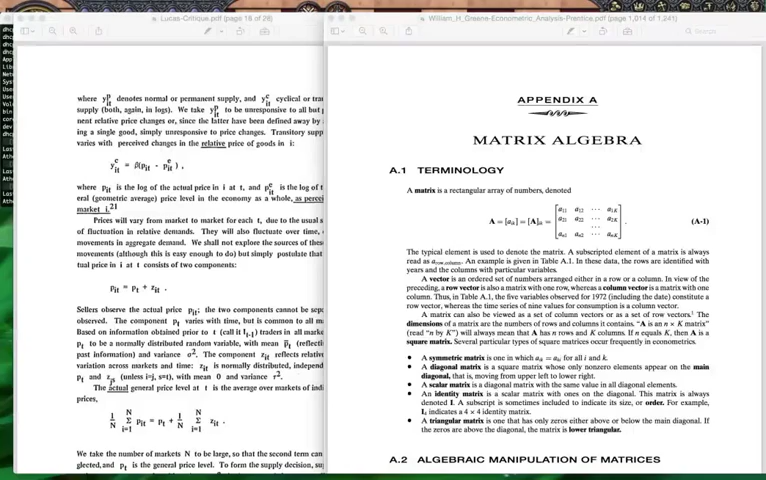 Lucas-Critique.pdf (page 16 of 28)
William_H_Greene-Econometric_Analysis-Prentice.pdf (page 1,014 of 1,241)
where y^p_it denotes normal or permanent supply, and y^c_it cyclical or
supply (both, again, in logs). We take y^p_it to be unresponsive to all but
nent relative price changes or, since the latter have been defined away by
ing a single good, simply unresponsive to price changes. Transitory
varies with perceived changes in the relative price of goods in i:
y^c_it = β(p_it - p^e_it) ,
where p_it is the log of the actual price in i at t, and p^e_it is the log of
eral (geometric average) price level in the economy as a whole, as
market i.21
Prices will vary from market to market for each t, due to the usual
of fluctuation in relative demands. They will also fluctuate over time,
movements in aggregate demand. We shall not explore the sources of
movements (although this is easy enough to do) but simply postulate that
tual price in i at t consists of two components:
p_it = p_t + z_it .
Sellers observe the actual price p_it; the two components cannot be
observed. The component p_t varies with time, but is common to all
Based on information obtained prior to t (call it I_t-1) traders in all
p_t to be a normally distributed random variable, with mean p̄_t
past information) and variance σ². The component z_it reflects
variation across markets and time: z_it is normally distributed,
p_t and z_js (unless i=j, s=t), with mean 0 and variance τ².
The actual general price level at t is the average over markets of
prices,
1/N N Σ i=1 p_it = p_t + 1/N N Σ i=1 z_it .
We take the number of markets N to be large, so that the second term can
glected, and p_t is the general price level. To form the supply decision,
APPENDIX A
MATRIX ALGEBRA
A.1 TERMINOLOGY
A matrix is a rectangular array of numbers, denoted
a11 a12 ··· a1K
A = [aik] = [A]ik = a21 a22 ··· a2K . (A-1)
···
an1 an2 ··· anK
The typical element is used to denote the matrix. A subscripted element of a matrix is always
read as a_row,column. An example is given in Table A.1. In these data, the rows are identified with
years and the columns with particular variables.
A vector is an ordered set of numbers arranged either in a row or a column. In view of the
preceding, a row vector is also a matrix with one row, whereas a column vector is a matrix with one
column. Thus, in Table A.1, the five variables observed for 1972 (including the date) constitute a
row vector, whereas the time series of nine values for consumption is a column vector.
A matrix can also be viewed as a set of column vectors or as a set of row vectors.1 The
dimensions of a matrix are the numbers of rows and columns it contains. "A is an n × K matrix"
(read "n by K") will always mean that A has n rows and K columns. If n equals K, then A is a
square matrix. Several particular types of square matrices occur frequently in econometrics.
• A symmetric matrix is one in which aik = aki for all i and k.
• A diagonal matrix is a square matrix whose only nonzero elements appear on the main
diagonal, that is, moving from upper left to lower right.
• A scalar matrix is a diagonal matrix with the same value in all diagonal elements.
• An identity matrix is a scalar matrix with ones on the diagonal. This matrix is always
denoted I. A subscript is sometimes included to indicate its size, or order. For example,
I4 indicates a 4 × 4 identity matrix.
• A triangular matrix is one that has only zeros either above or below the main diagonal. If
the zeros are above the diagonal, the matrix is lower triangular.
A.2 ALGEBRAIC MANIPULATION OF MATRICES